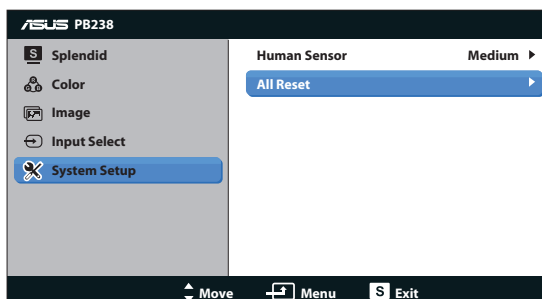 ASUS PB238
S Splendid
Color
Image
Input Select
System Setup
Human Sensor Medium
All Reset
Move Menu S Exit